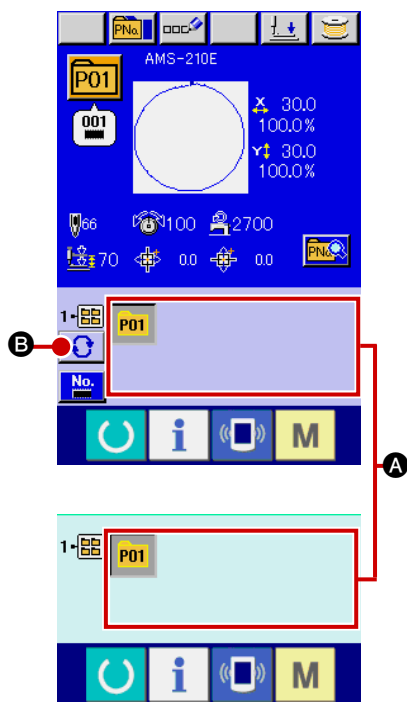 PNo.
AMS-210E
P01
001
X 30.0
100.0%
Y 30.0
100.0%
66 100 2700
70 0.0 0.0 PNo.
1
P01
B
No.
i M
A
1
P01
i M